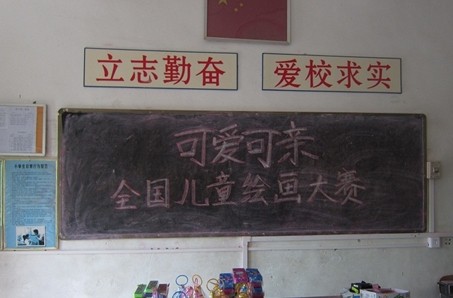 立志勤奋
爱校求实
可爱可亲
全国儿童绘画大赛